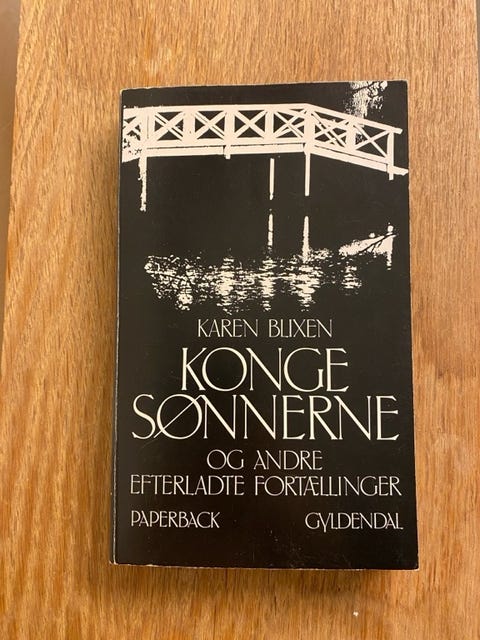 KAREN BLIXEN
KONGE
SØNNERNE
OG ANDRE
EFTERLADTE FORTÆLLINGER
PAPERBACK GYLDENDAL